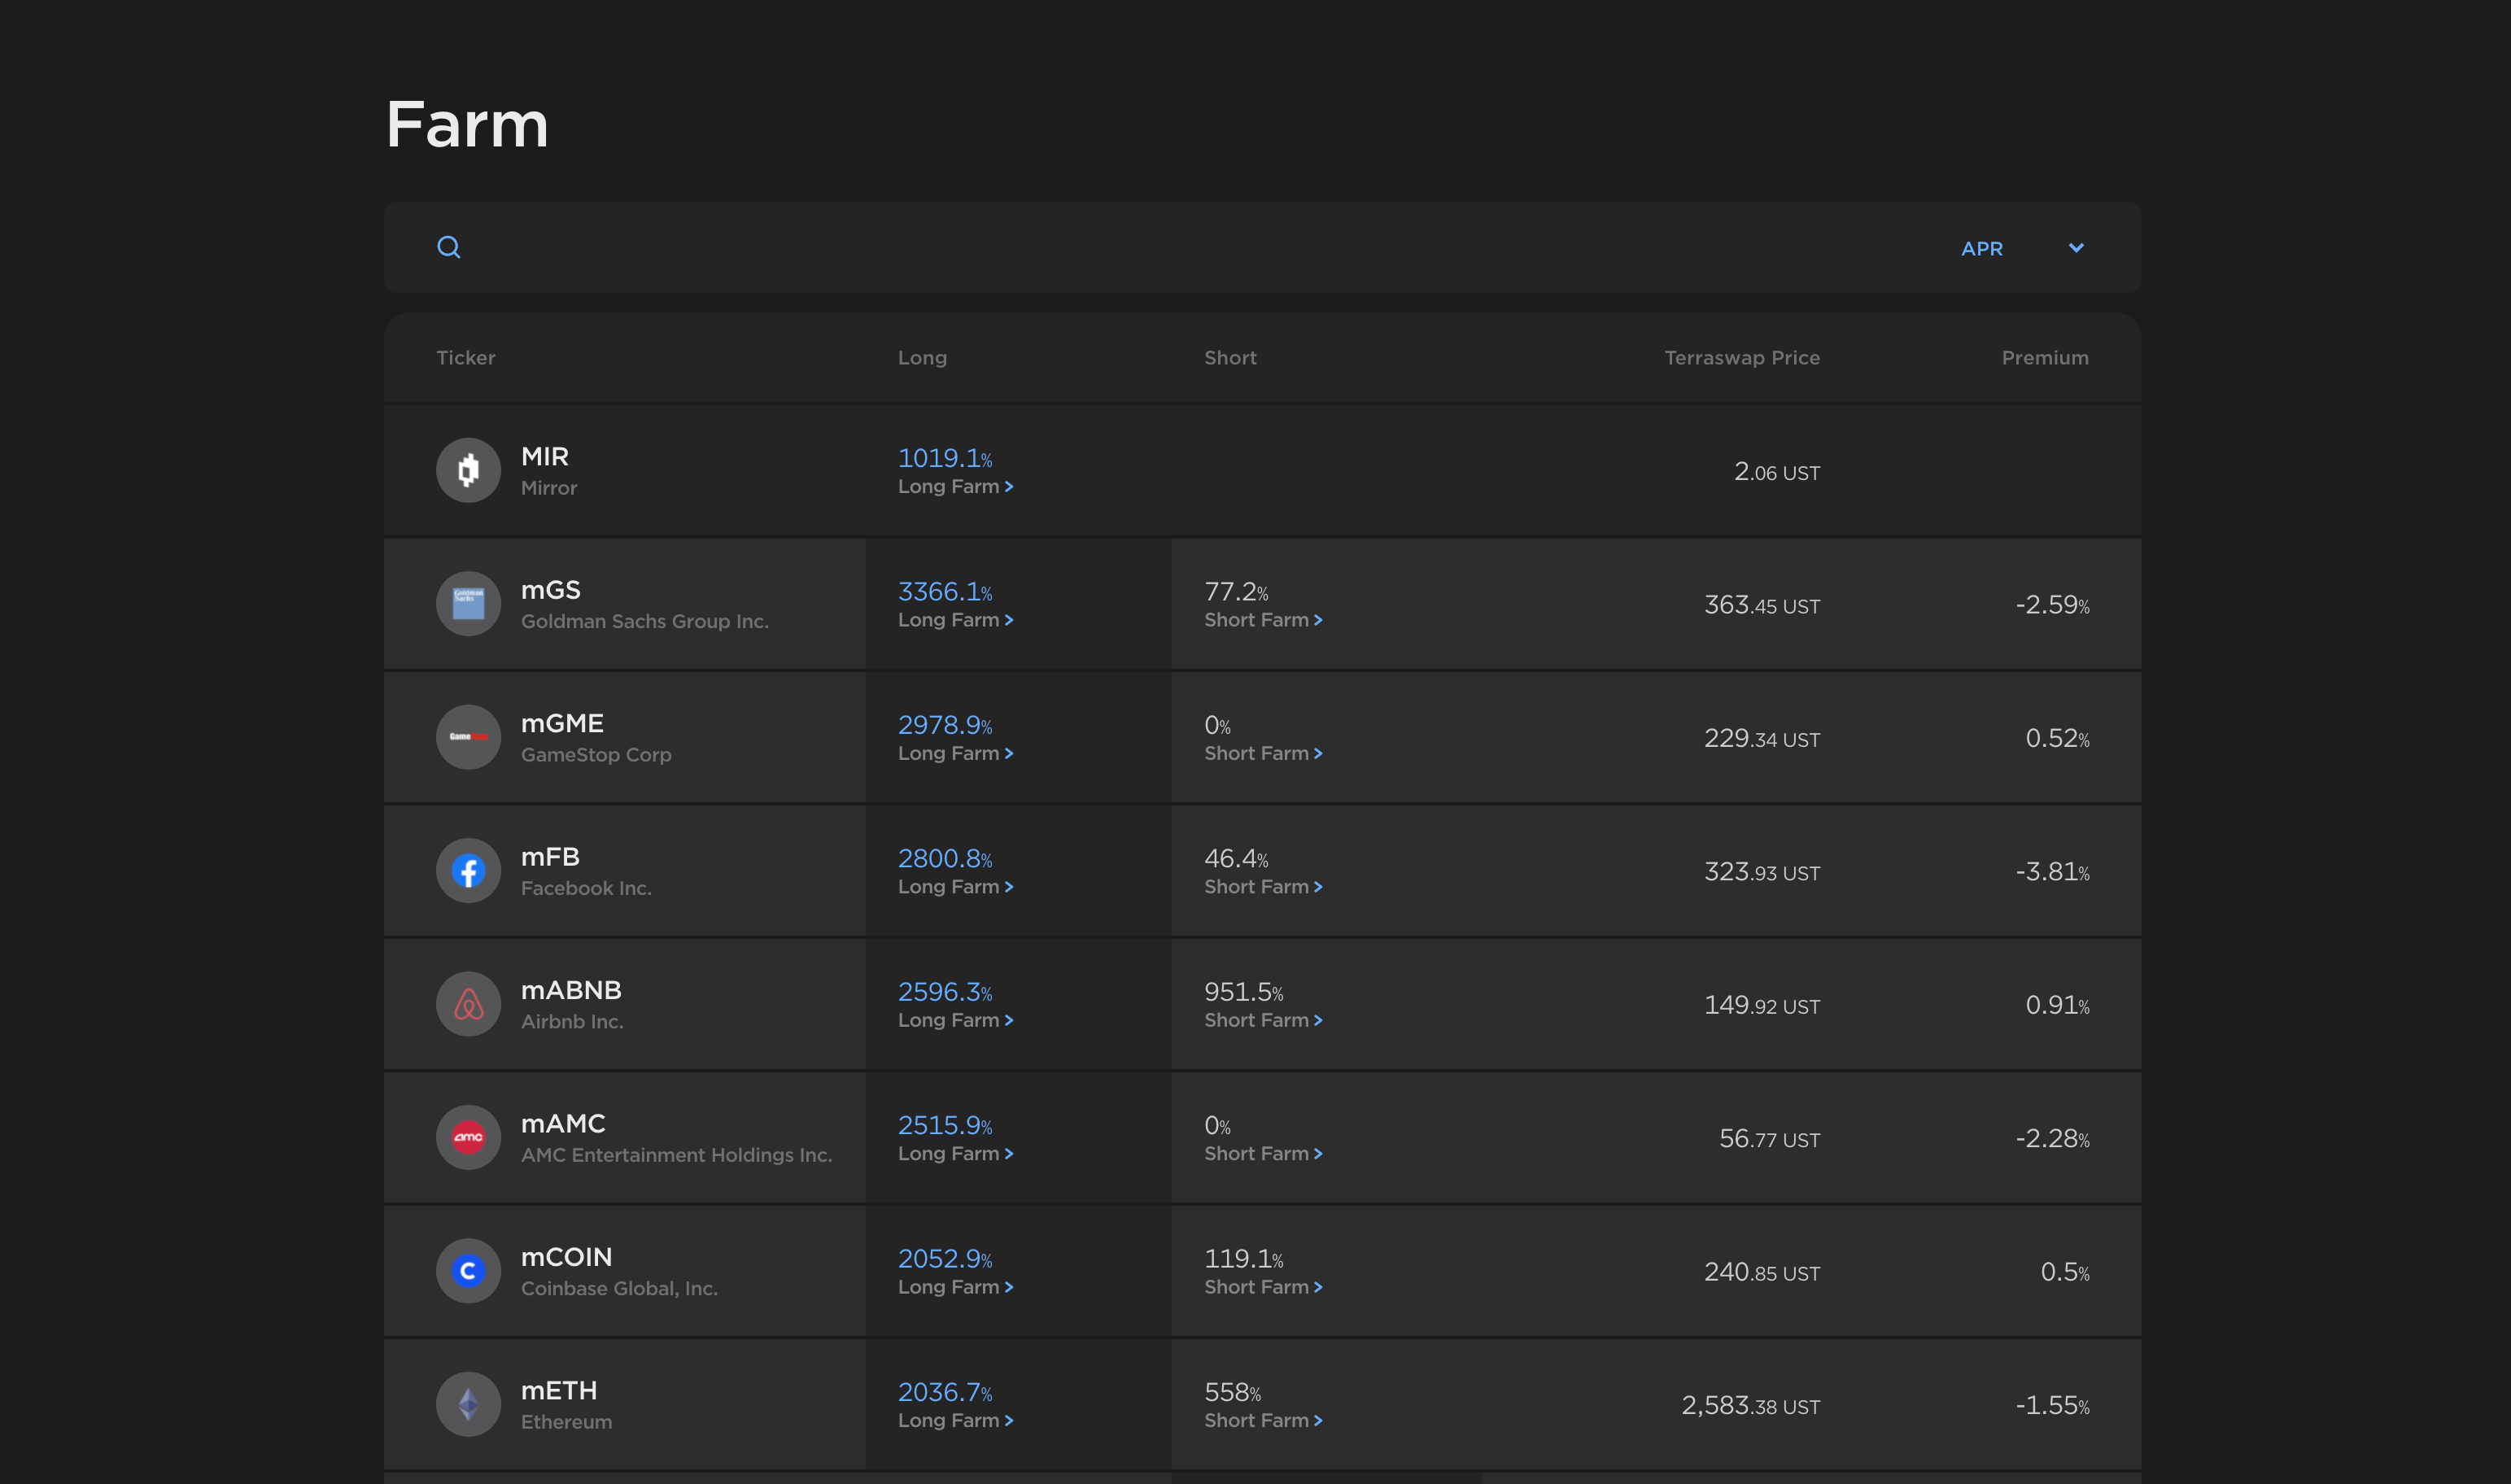 Farm
APR
Ticker Long Short Terraswap Price Premium
MIR
Mirror
1019.1%
Long Farm >
2.06 UST
Goldman Sachs
mGS
Goldman Sachs Group Inc.
3366.1%
Long Farm >
77.2%
Short Farm >
363.45 UST
-2.59%
GameStop
mGME
GameStop Corp
2978.9%
Long Farm >
0%
Short Farm >
229.34 UST
0.52%
mFB
Facebook Inc.
2800.8%
Long Farm >
46.4%
Short Farm >
323.93 UST
-3.81%
mABNB
Airbnb Inc.
2596.3%
Long Farm >
951.5%
Short Farm >
149.92 UST
0.91%
amc
mAMC
AMC Entertainment Holdings Inc.
2515.9%
Long Farm >
0%
Short Farm >
56.77 UST
-2.28%
mCOIN
Coinbase Global, Inc.
2052.9%
Long Farm >
119.1%
Short Farm >
240.85 UST
0.5%
mETH
Ethereum
2036.7%
Long Farm >
558%
Short Farm >
2,583.38 UST
-1.55%